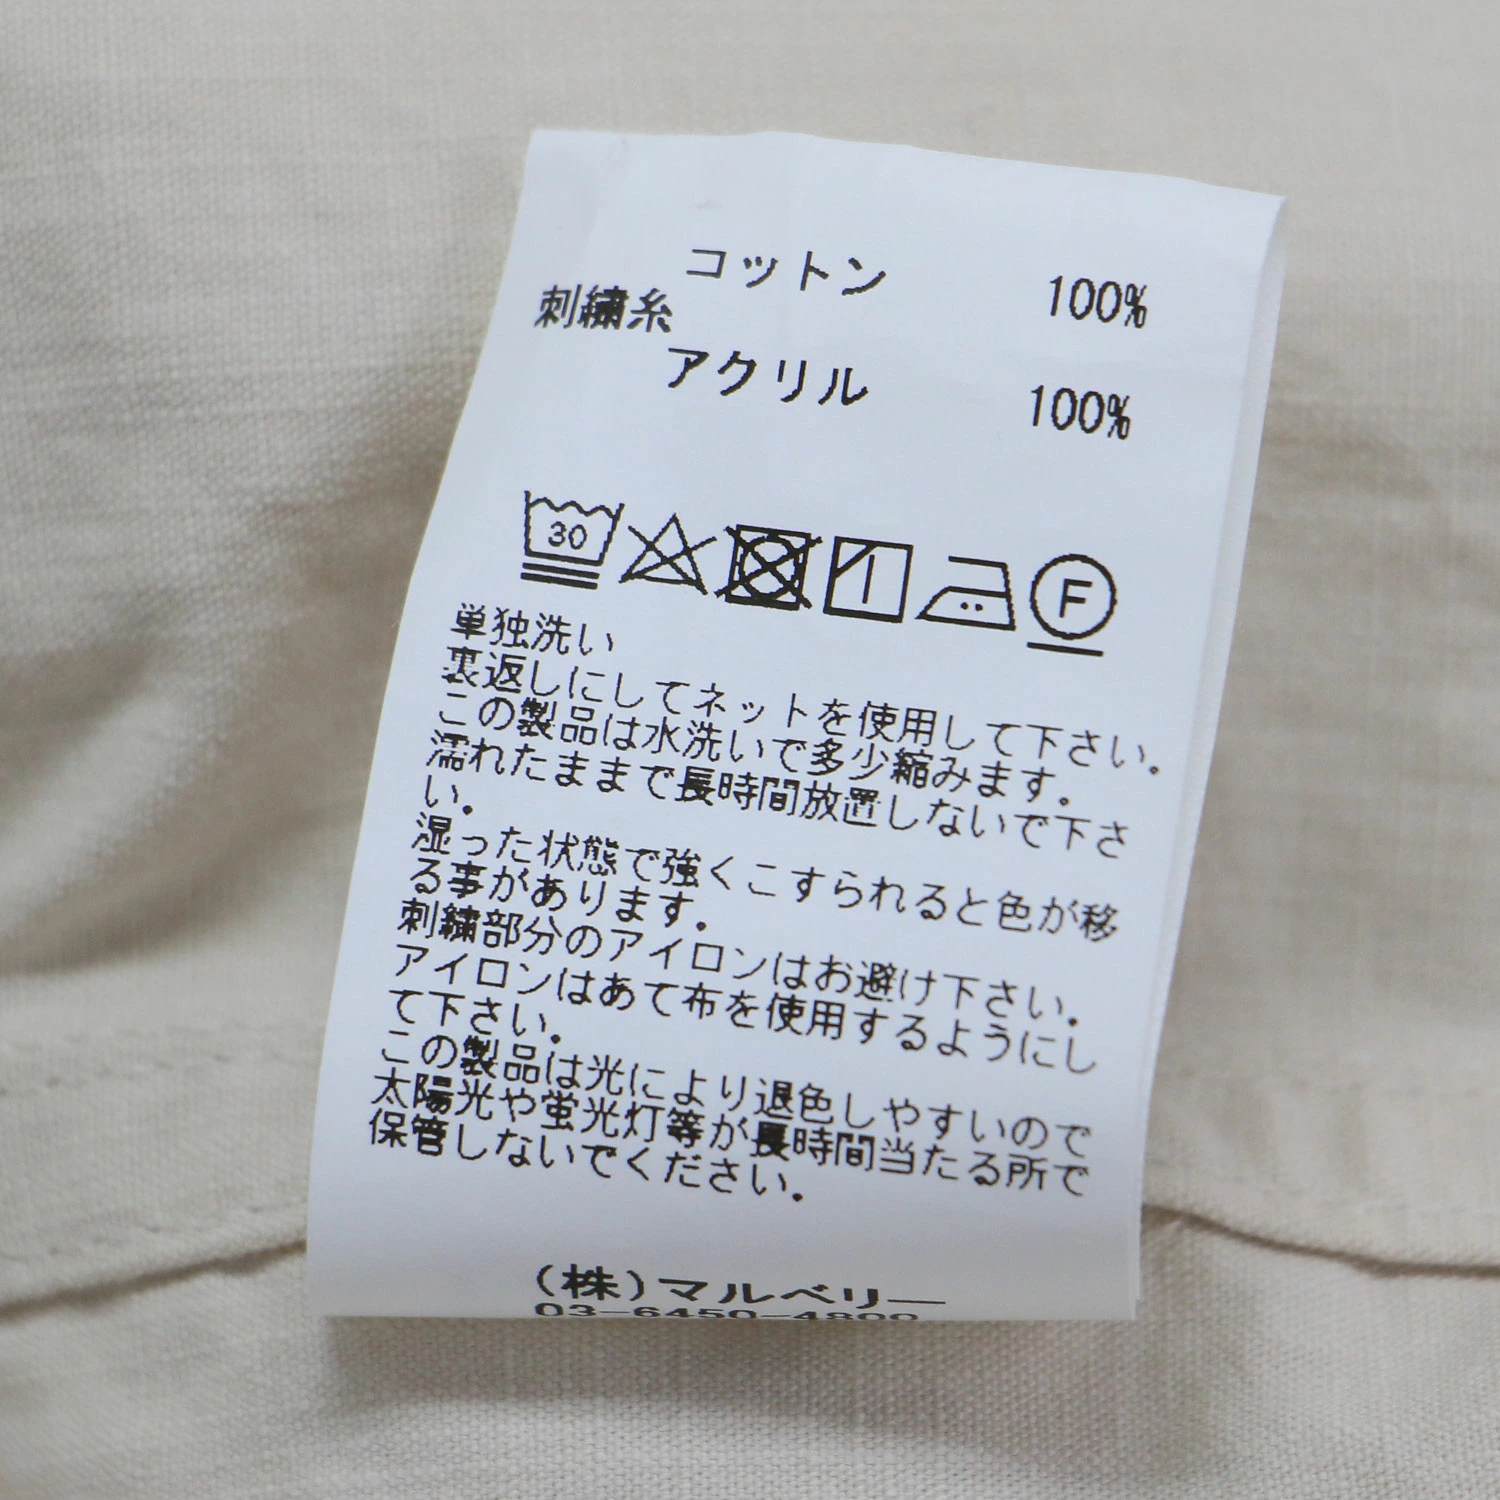 コットン 100%
刺繍糸
アクリル 100%
30
F
単独洗い
裏返しにしてネットを使用して下さい。
この製品は水洗いで多少縮みます。
濡れたままで長時間放置しないで下さ
い。
湿った状態で強くこすられると色が移
る事があります。
刺繍部分のアイロンはお避け下さい。
アイロンはあて布を使用するようにし
て下さい。
この製品は光により退色しやすいので
太陽光や蛍光灯等が長時間当たる所で
保管しないでください。
(株)マルベリー
03-6450-4800